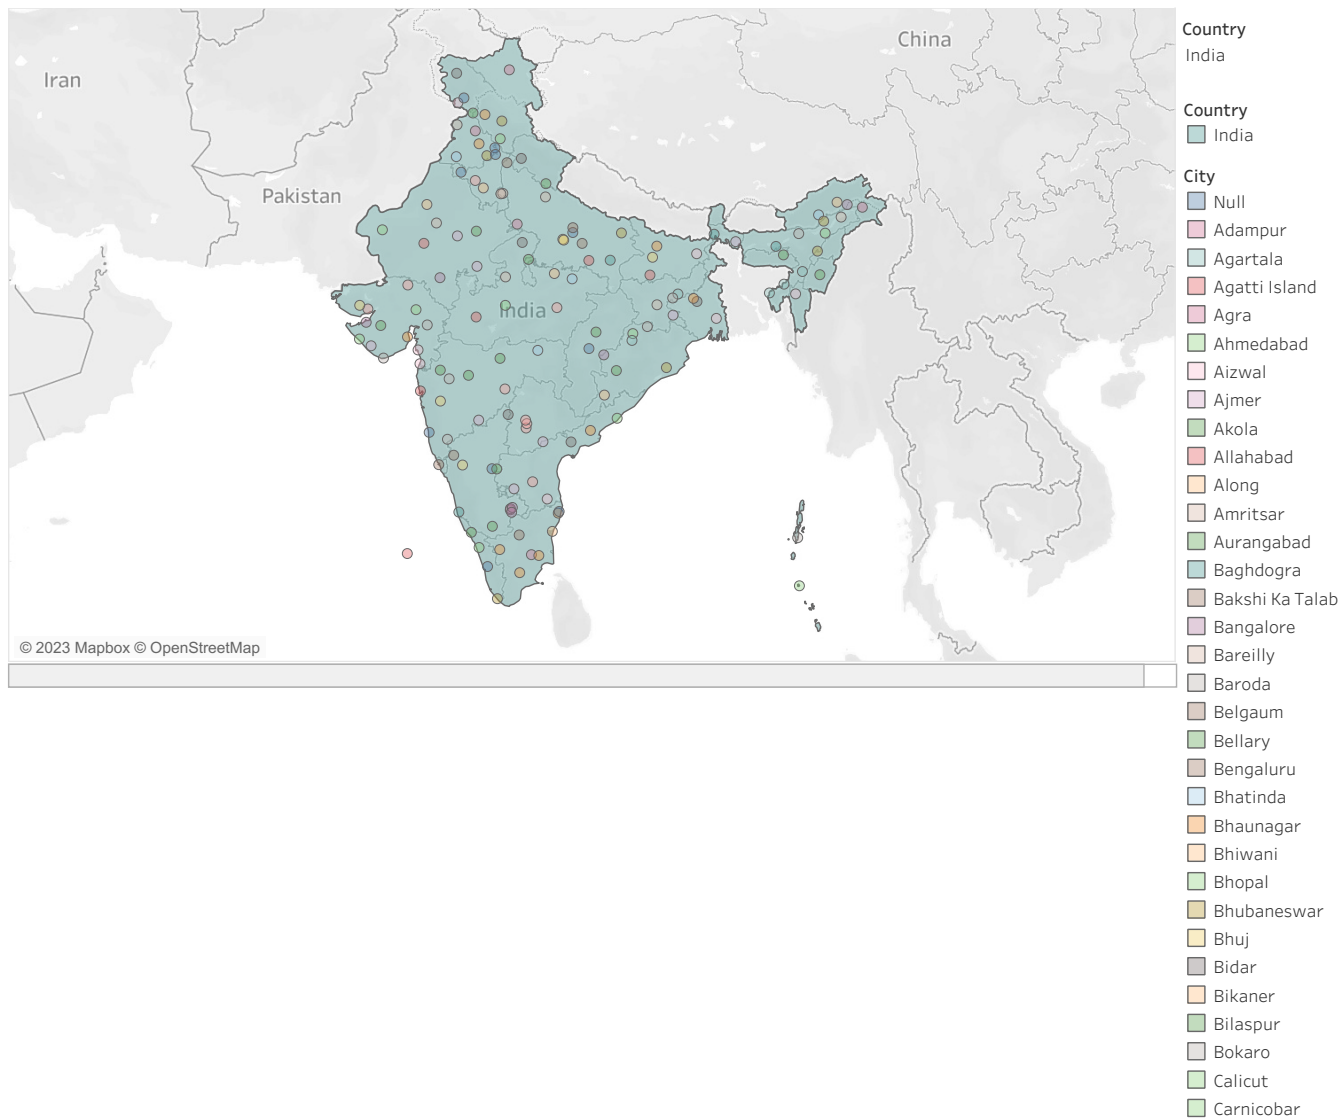 China
Iran
Pakistan
India
© 2023 Mapbox © OpenStreetMap
Country
India
Country
India
City
Null
Adampur
Agartala
Agatti Island
Agra
Ahmedabad
Aizwal
Ajmer
Akola
Allahabad
Along
Amritsar
Aurangabad
Baghdogra
Bakshi Ka Talab
Bangalore
Bareilly
Baroda
Belgaum
Bellary
Bengaluru
Bhatinda
Bhaunagar
Bhiwani
Bhopal
Bhubaneswar
Bhuj
Bidar
Bikaner
Bilaspur
Bokaro
Calicut
Carnicobar